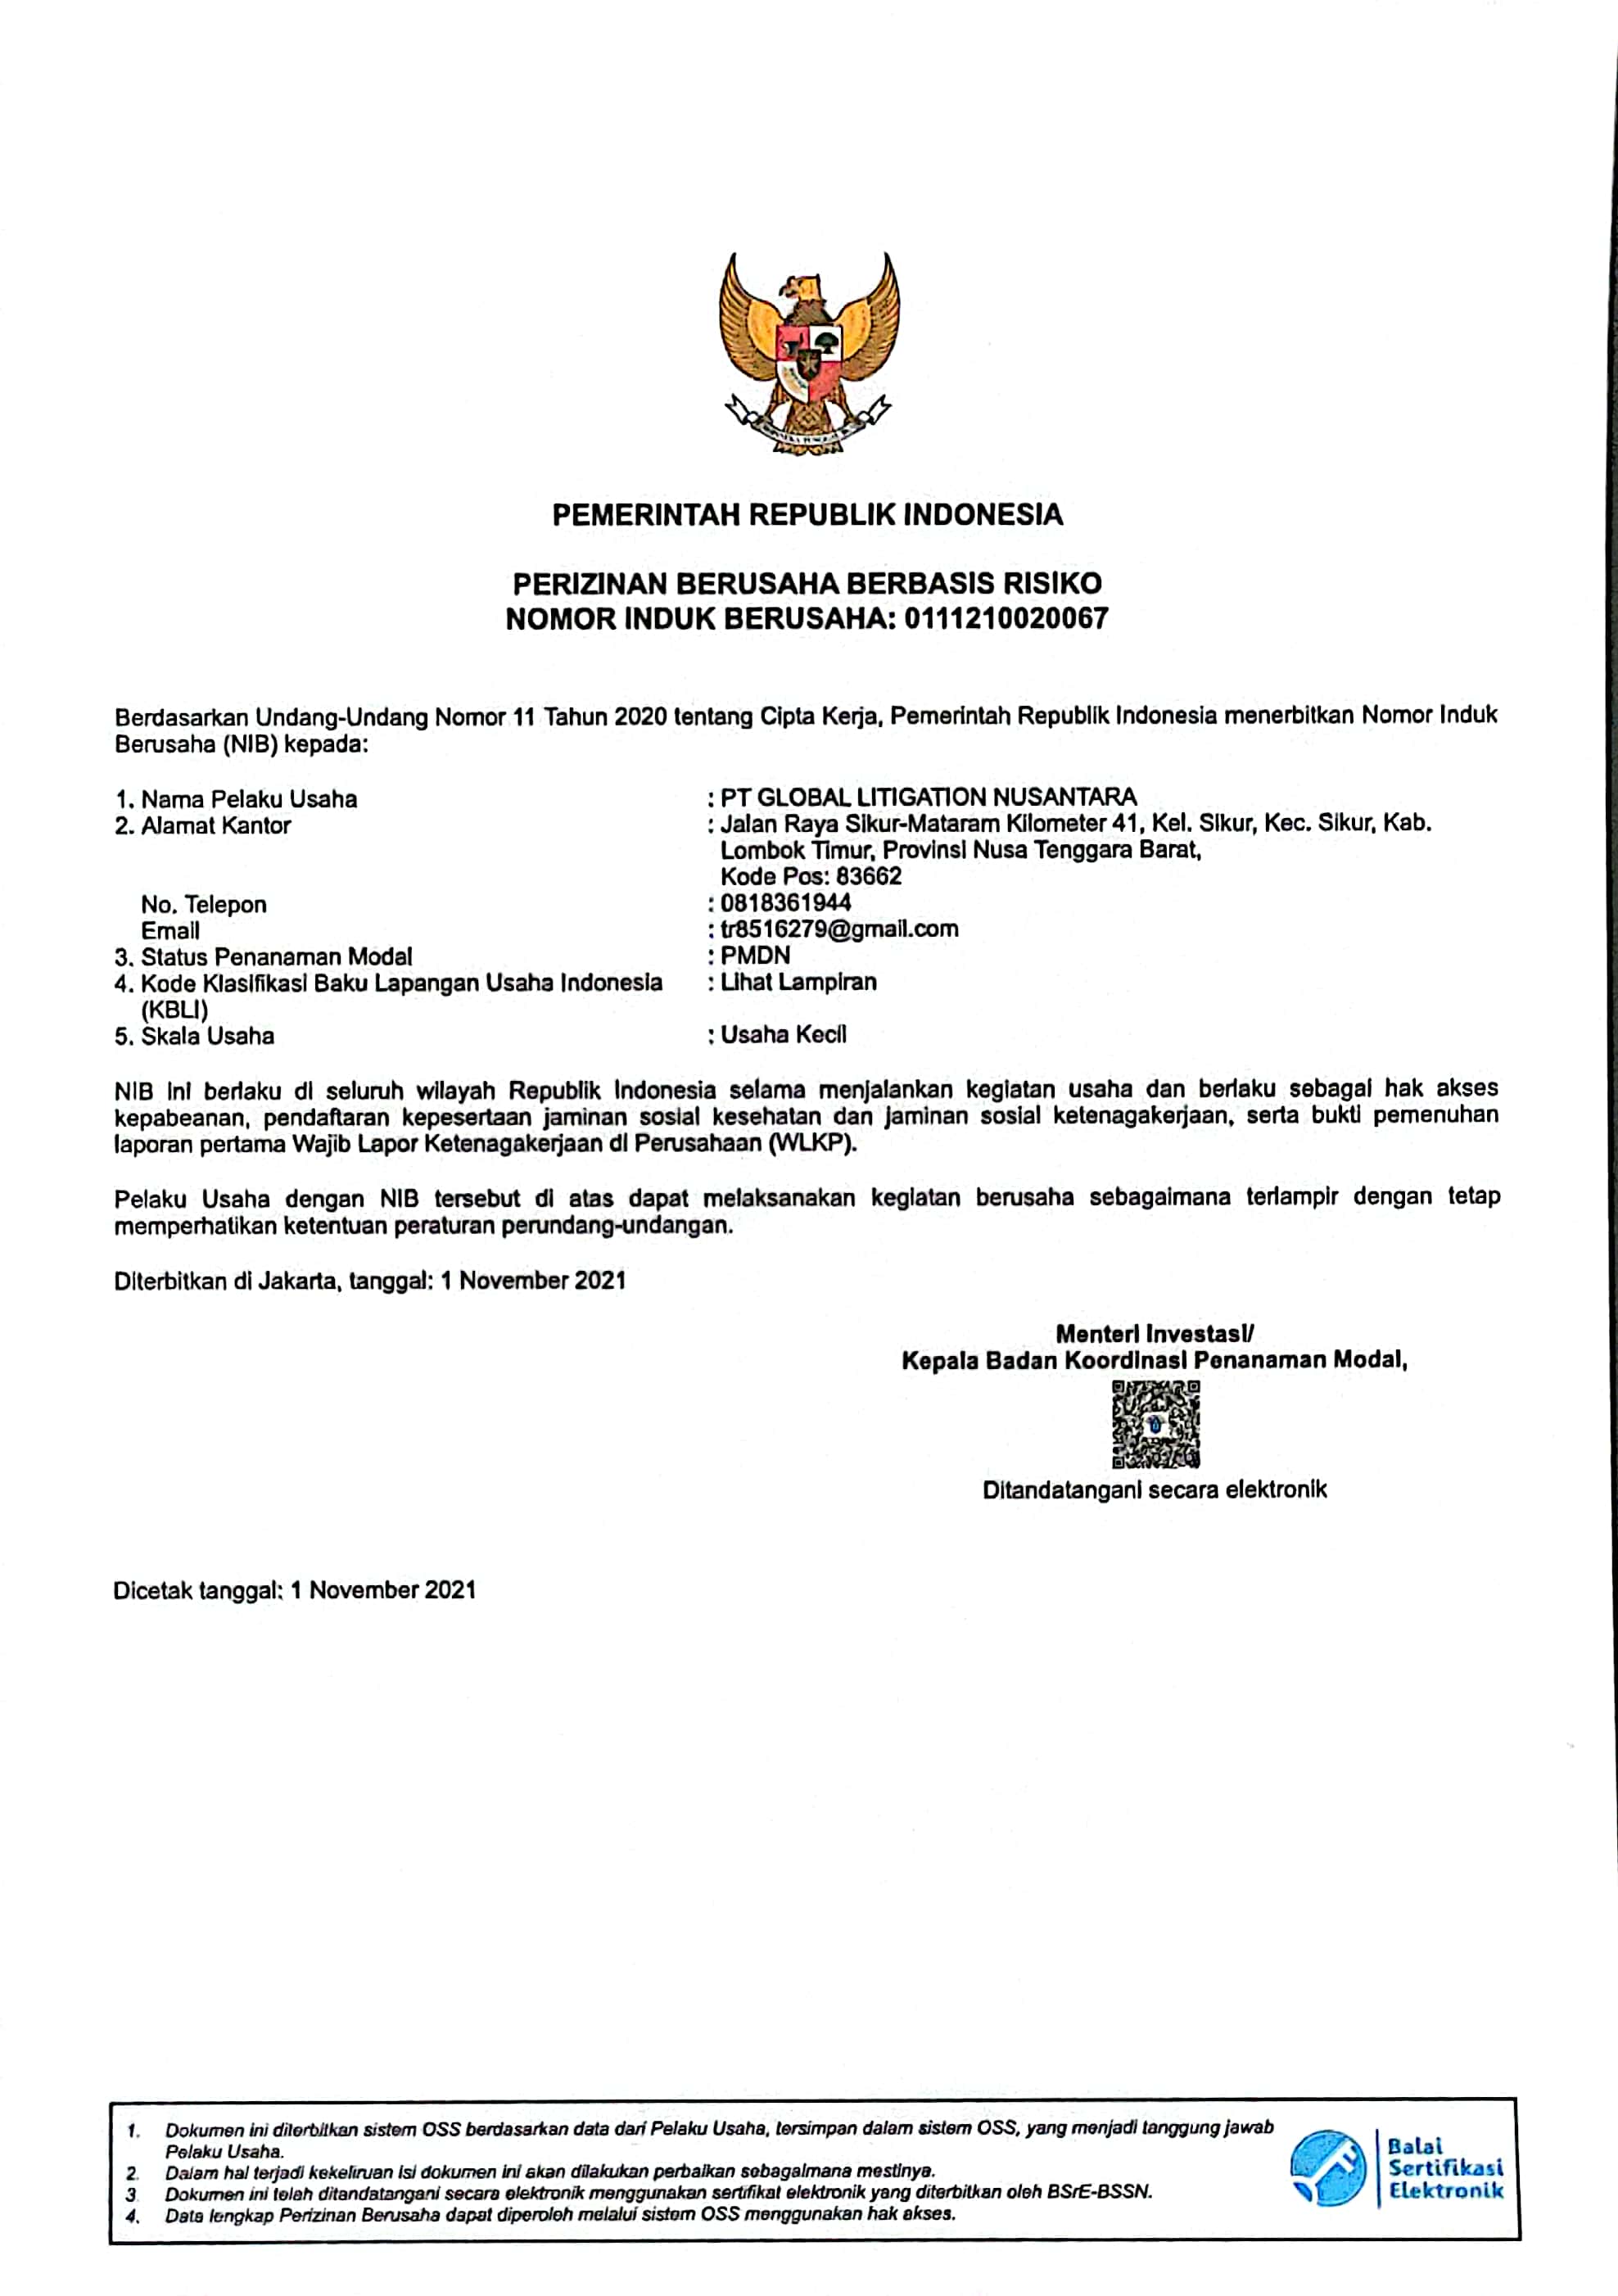 PEMERINTAH REPUBLIK INDONESIA
PERIZINAN BERUSAHA BERBASIS RISIKO
NOMOR INDUK BERUSAHA: 0111210020067
Berdasarkan Undang-Undang Nomor 11 Tahun 2020 tentang Cipta Kerja, Pemerintah Republik Indonesia menerbitkan Nomor Induk
Berusaha (NIB) kepada:
1. Nama Pelaku Usaha : PT GLOBAL LITIGATION NUSANTARA
2. Alamat Kantor : Jalan Raya Sikur-Mataram Kilometer 41, Kel. Sikur, Kec. Sikur, Kab.
Lombok Timur, Provinsi Nusa Tenggara Barat,
Kode Pos: 83662
No. Telepon : 0818361944
Email : tr8516279@gmail.com
3. Status Penanaman Modal : PMDN
4. Kode Klasifikasi Baku Lapangan Usaha Indonesia : Lihat Lampiran
(KBLI)
5. Skala Usaha : Usaha Kecil
NIB ini berlaku di seluruh wilayah Republik Indonesia selama menjalankan kegiatan usaha dan berlaku sebagai hak akses
kepabeanan, pendaftaran kepesertaan jaminan sosial kesehatan dan jaminan sosial ketenagakerjaan, serta bukti pemenuhan
laporan pertama Wajib Lapor Ketenagakerjaan di Perusahaan (WLKP).
Pelaku Usaha dengan NIB tersebut di atas dapat melaksanakan kegiatan berusaha sebagaimana terlampir dengan tetap
memperhatikan ketentuan peraturan perundang-undangan.
Diterbitkan di Jakarta, tanggal: 1 November 2021
Menteri Investasi/
Kepala Badan Koordinasi Penanaman Modal,
Ditandatangani secara elektronik
Dicetak tanggal: 1 November 2021
1. Dokumen ini diterbitkan sistem OSS berdasarkan data dari Pelaku Usaha, tersimpan dalam sistem OSS, yang menjadi tanggung jawab
Pelaku Usaha.
2. Dalam hal terjadi kekeliruan isi dokumen ini akan dilakukan perbaikan sebagaimana mestinya.
3 Dokumen ini telah ditandatangani secara elektronik menggunakan sertifikat elektronik yang diterbitkan oleh BSrE-BSSN.
4. Data lengkap Perizinan Berusaha dapat diperoleh melalui sistem OSS menggunakan hak akses.
Balai
Sertifikasi
Elektronik